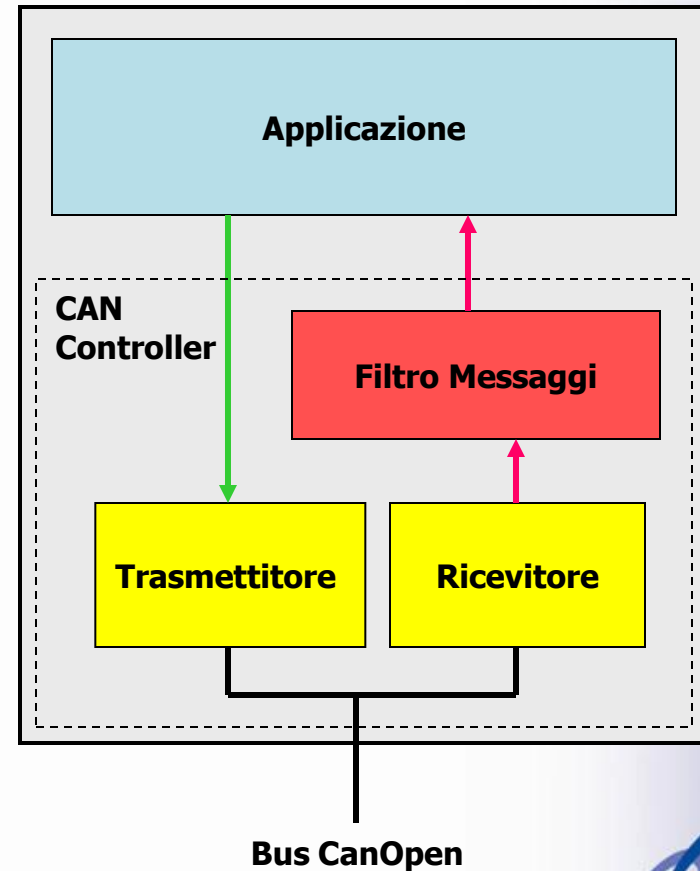 Applicazione
CAN
Controller
Filtro Messaggi
Trasmettitore
Ricevitore
Bus CanOpen